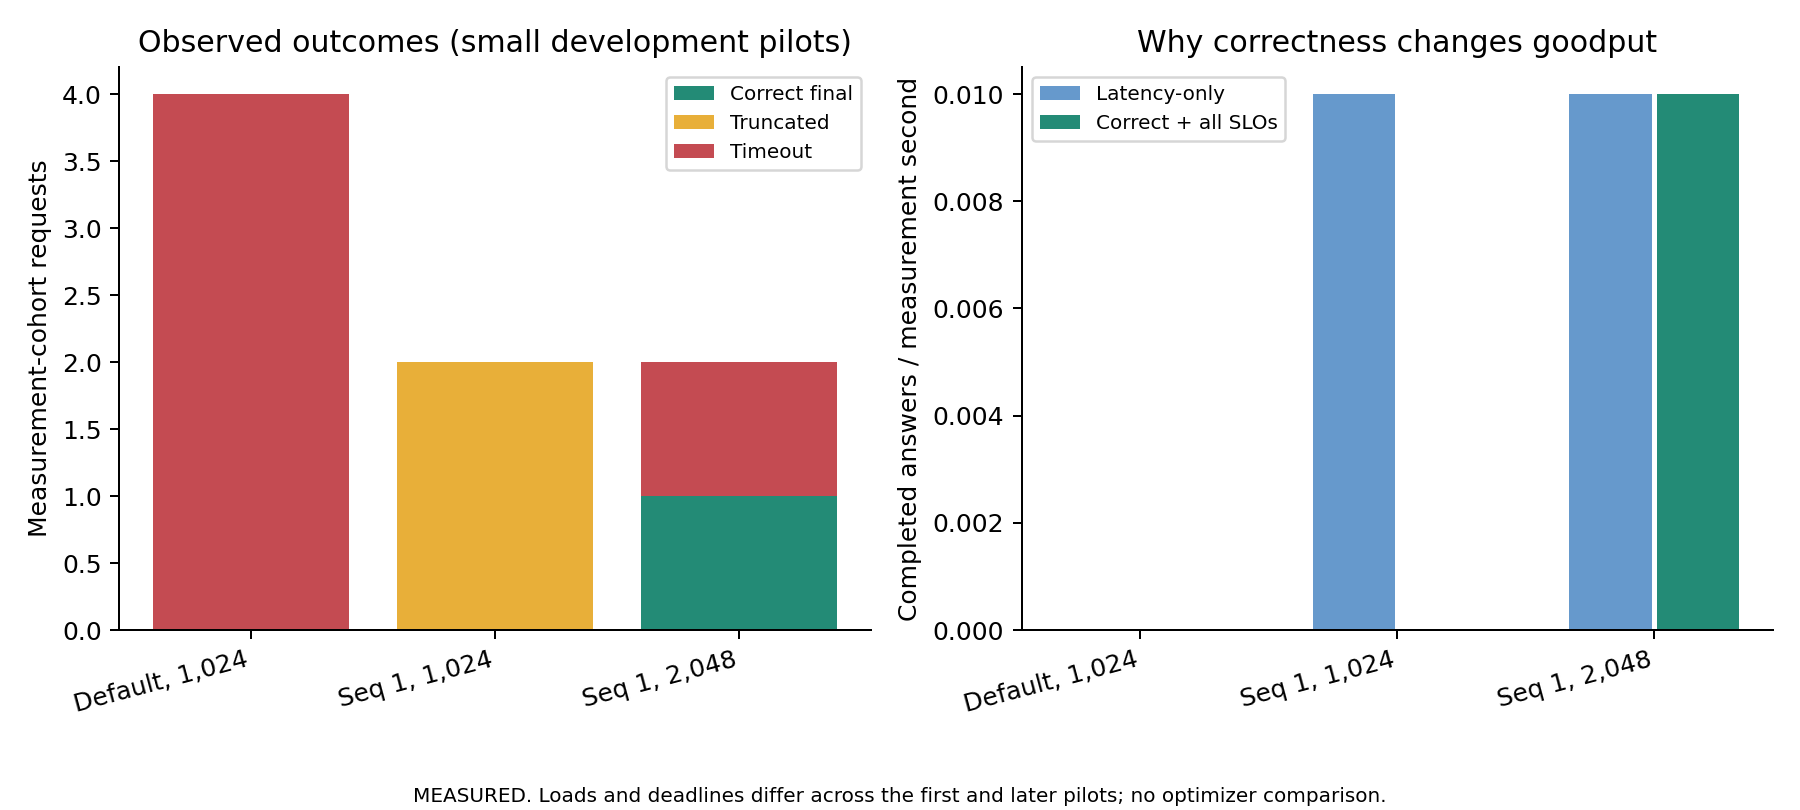 Observed outcomes (small development pilots)
Measurement-cohort requests
4.0
3.5
3.0
2.5
2.0
1.5
1.0
0.5
0.0
Correct final
Truncated
Timeout
Default, 1,024
Seq 1, 1,024
Seq 1, 2,048
Why correctness changes goodput
Completed answers / measurement second
0.010
0.008
0.006
0.004
0.002
0.000
Latency-only
Correct + all SLOs
Default, 1,024
Seq 1, 1,024
Seq 1, 2,048
MEASURED. Loads and deadlines differ across the first and later pilots; no optimizer comparison.